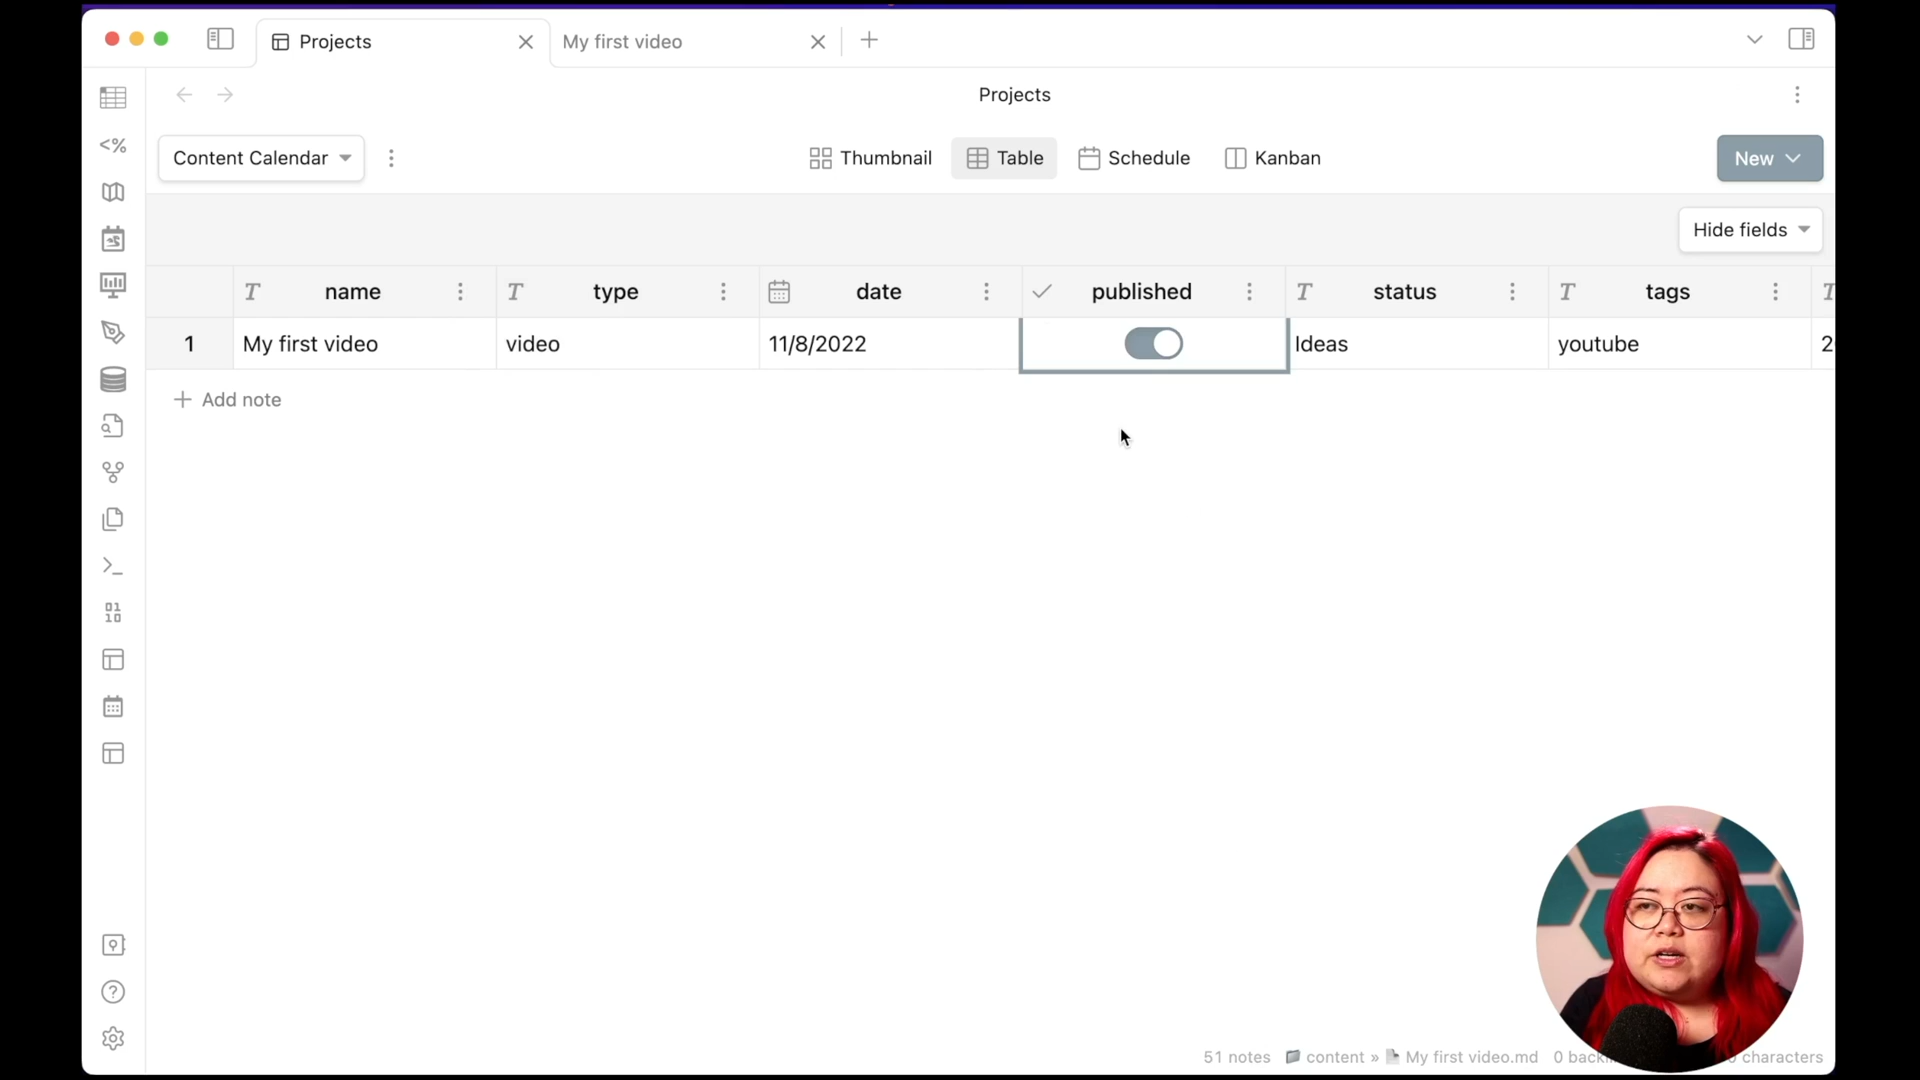 Projects
My first video
Projects
Content Calendar
Thumbnail
Table
Schedule
Kanban
New
Hide fields
name
type
date
published
status
tags
1
My first video
video
11/8/2022
Ideas
youtube
2
+ Add note
51 notes
content » My first video.md
0 back
characters